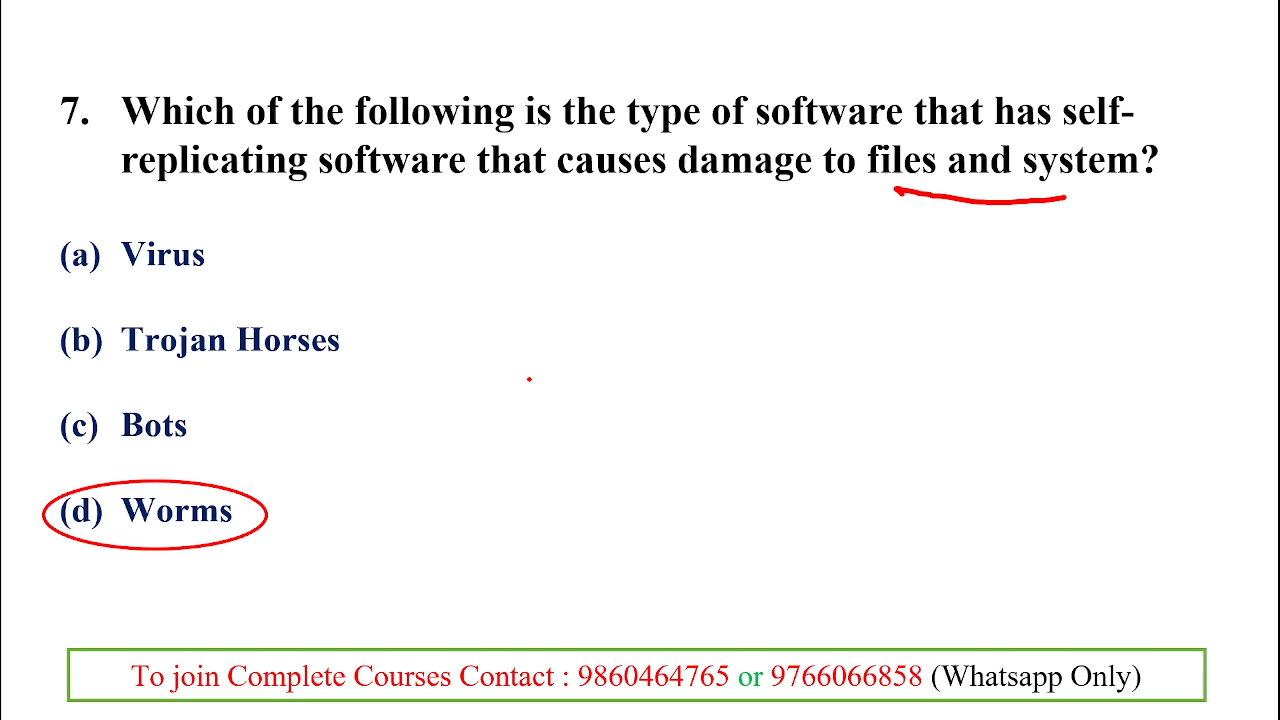 7. Which of the following is the type of software that has self-
replicating software that causes damage to files and system?
(a) Virus
(b) Trojan Horses
(c) Bots
(d) Worms
To join Complete Courses Contact : 9860464765 or 9766066858 (Whatsapp Only)